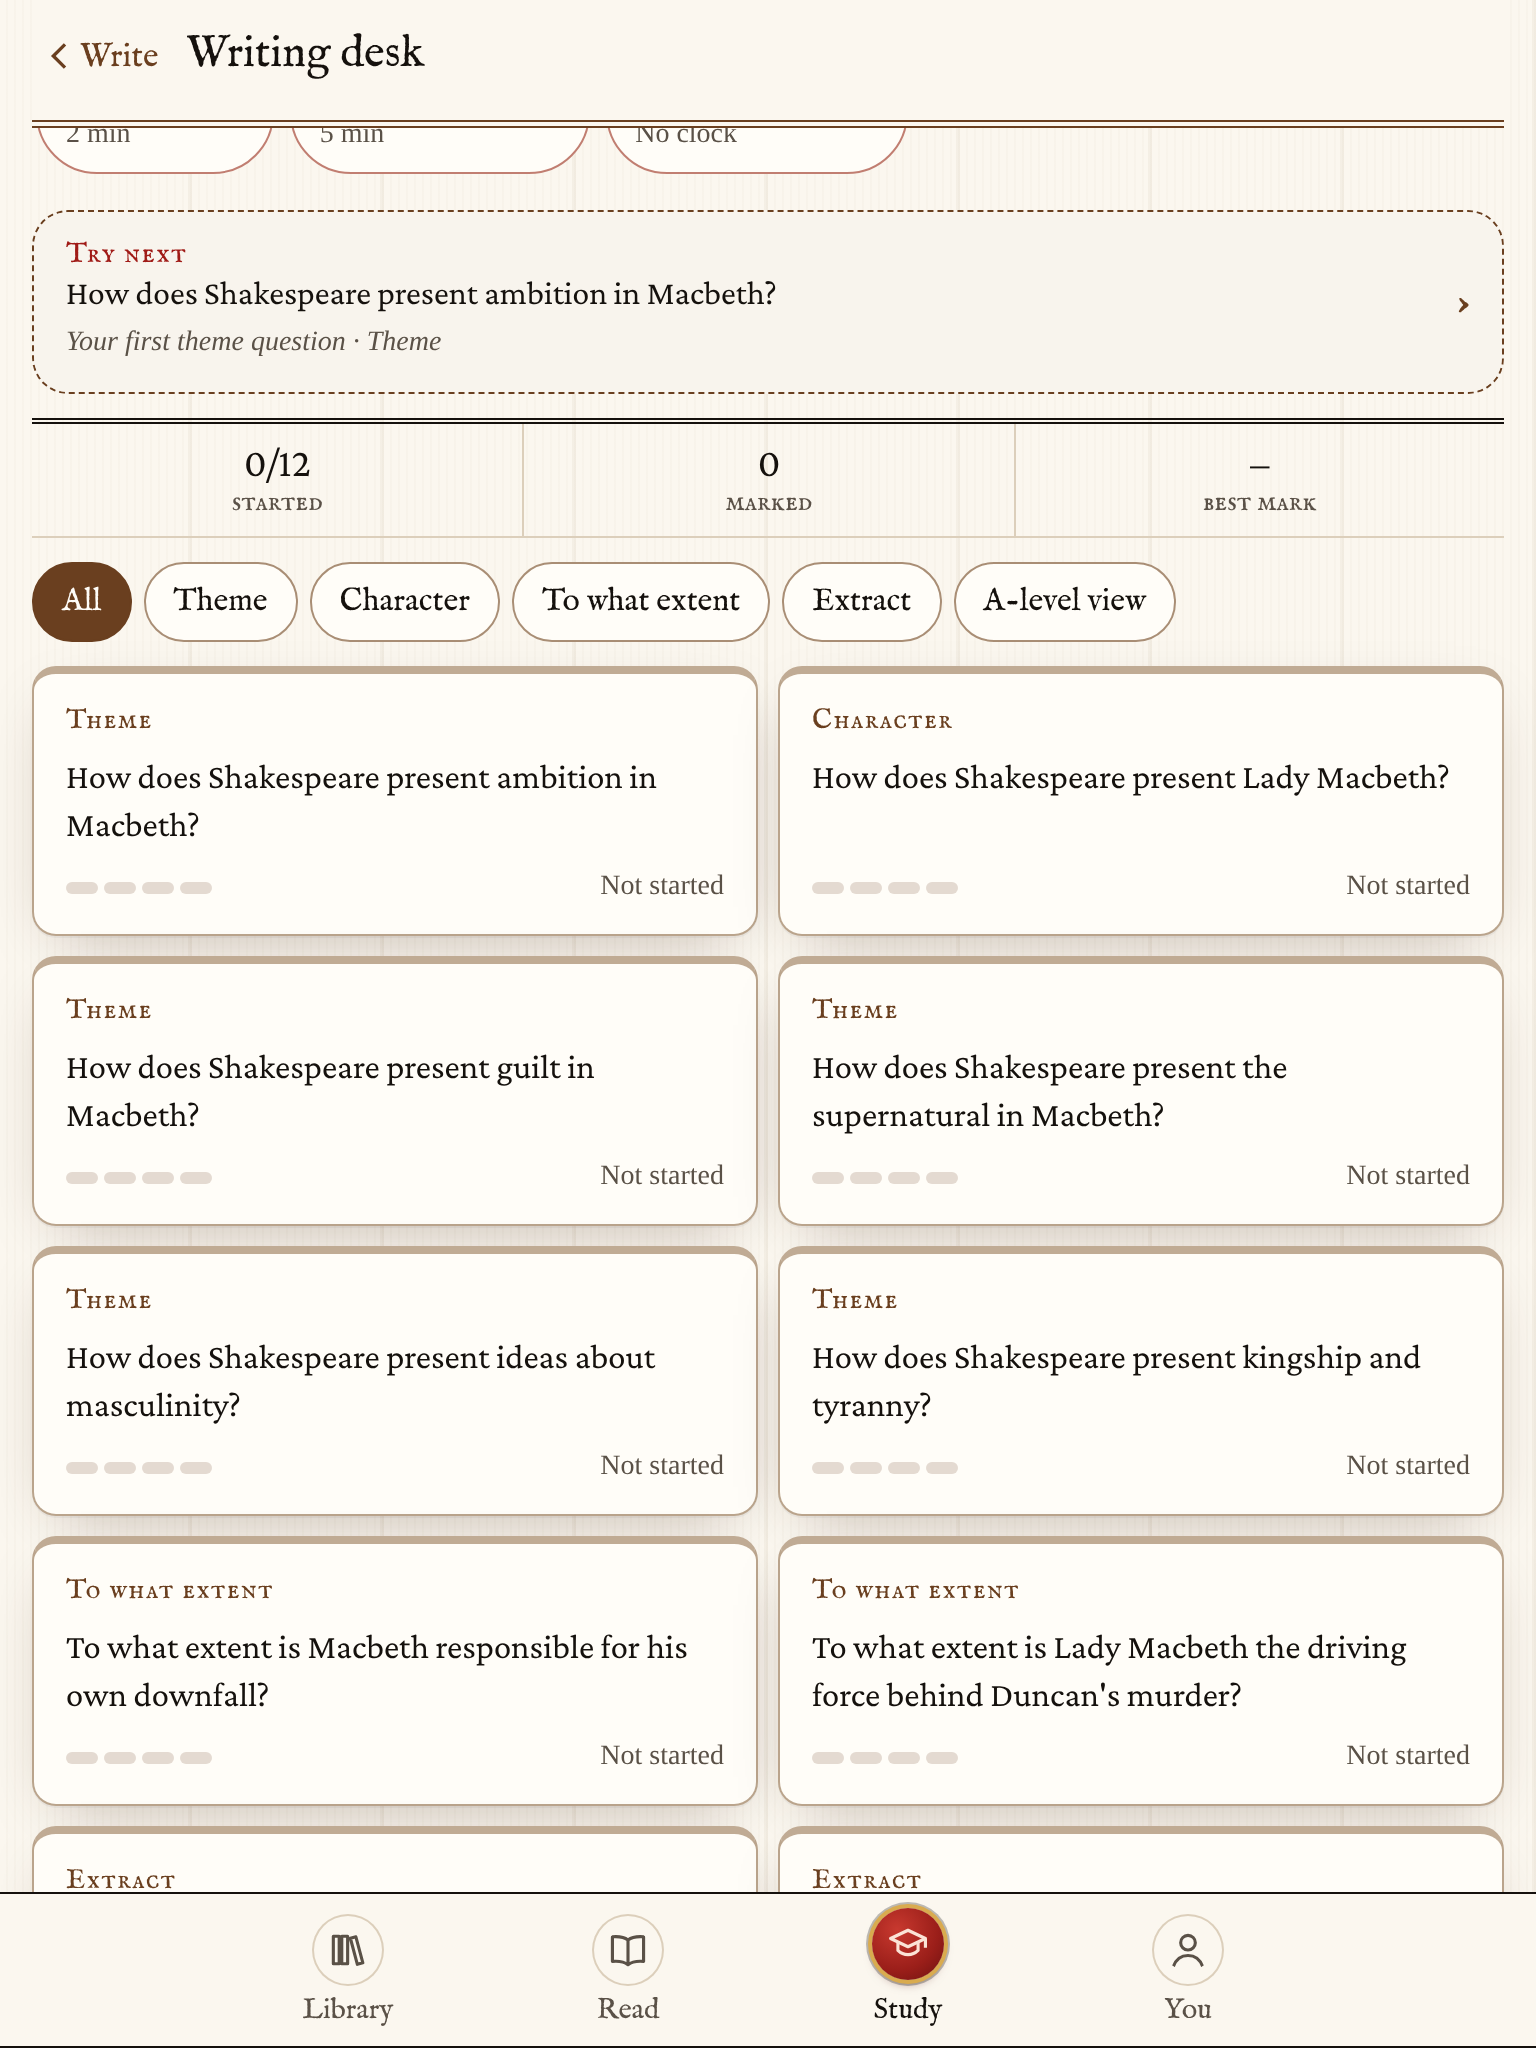 Write
Writing desk
2 min
5 min
No clock
Try next
How does Shakespeare present ambition in Macbeth?
Your first theme question · Theme
0/12
STARTED
0
MARKED
–
BEST MARK
All
Theme
Character
To what extent
Extract
A-level view
Theme
How does Shakespeare present ambition in
Macbeth?
Not started
Character
How does Shakespeare present Lady Macbeth?
Not started
Theme
How does Shakespeare present guilt in
Macbeth?
Not started
Theme
How does Shakespeare present the
supernatural in Macbeth?
Not started
Theme
How does Shakespeare present ideas about
masculinity?
Not started
Theme
How does Shakespeare present kingship and
tyranny?
Not started
To what extent
To what extent is Macbeth responsible for his
own downfall?
Not started
To what extent
To what extent is Lady Macbeth the driving
force behind Duncan's murder?
Not started
Extract
Extract
Library
Read
Study
You